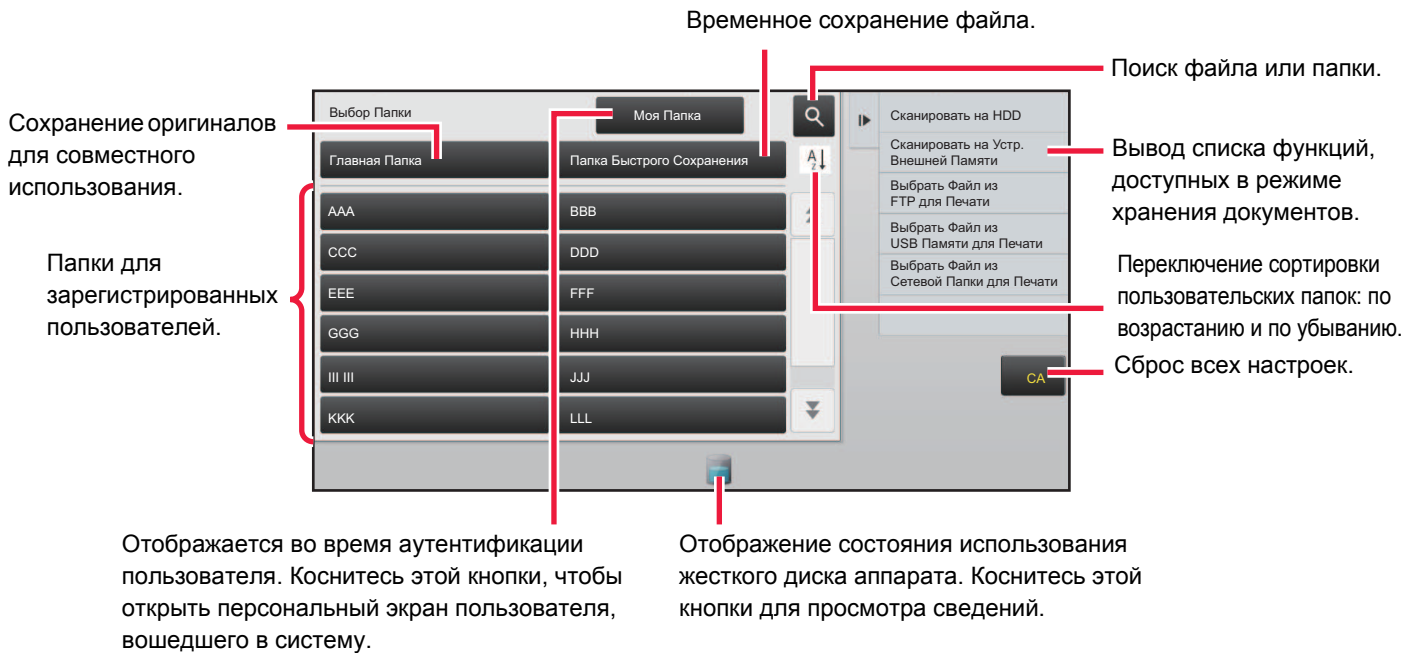 Временное сохранение файла.
Поиск файла или папки.
Сохранение оригиналов
для совместного
использования.
Папки для
зарегистрированных
пользователей.
Выбор Папки
Моя Папка
Главная Папка
Папка Быстрого Сохранения
A
Z
AAA
BBB
CCC
DDD
EEE
FFF
GGG
HHH
III III
JJJ
KKK
LLL
Сканировать на HDD
Сканировать на Устр.
Внешней Памяти
Выбрать Файл из
FTP для Печати
Выбрать Файл из
USB Памяти для Печати
Выбрать Файл из
Сетевой Папки для Печати
CA
Вывод списка функций,
доступных в режиме
хранения документов.
Переключение сортировки
пользовательских папок: по
возрастанию и по убыванию.
Сброс всех настроек.
Отображается во время аутентификации
пользователя. Коснитесь этой кнопки, чтобы
открыть персональный экран пользователя,
вошедшего в систему.
Отображение состояния использования
жесткого диска аппарата. Коснитесь этой
кнопки для просмотра сведений.